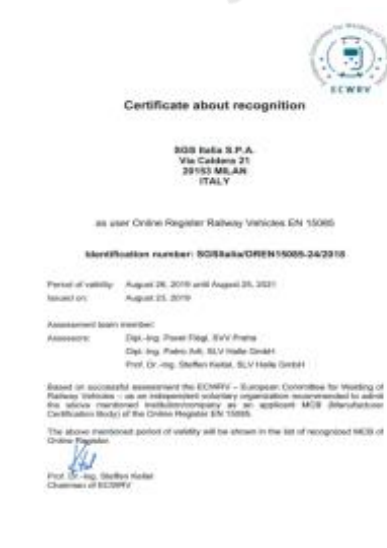 ECWRV
Certificate about recognition
SGS Italia S.P.A.
Via Caldera 21
20153 MILAN
ITALY
as user Online Register Railway Vehicles EN 15085
Identification number: SGSItalia/OREN15085-24/2018
Period of validity: August 26, 2019 until August 25, 2021
Issued on: August 23, 2019
Assessment team member:
Assessors: Dipl.-Ing. Pavel Flégl, SVV Praha
Dipl.-Ing. Pietro Adt, SLV Halle GmbH
Prof. Dr.-Ing. Steffen Keitel, SLV Halle GmbH
Based on successful assessment the ECWRV – European Committee for Welding of
Railway Vehicles – as an independent voluntary organization recommended to admit
the above mentioned institution/company as an applicant MCB (Manufacturer
Certification Body) of the Online Register EN 15085.
The above mentioned period of validity will be shown in the list of recognized MCB of
Online Register.
Prof. Dr.-Ing. Steffen Keitel
Chairman of ECWRV